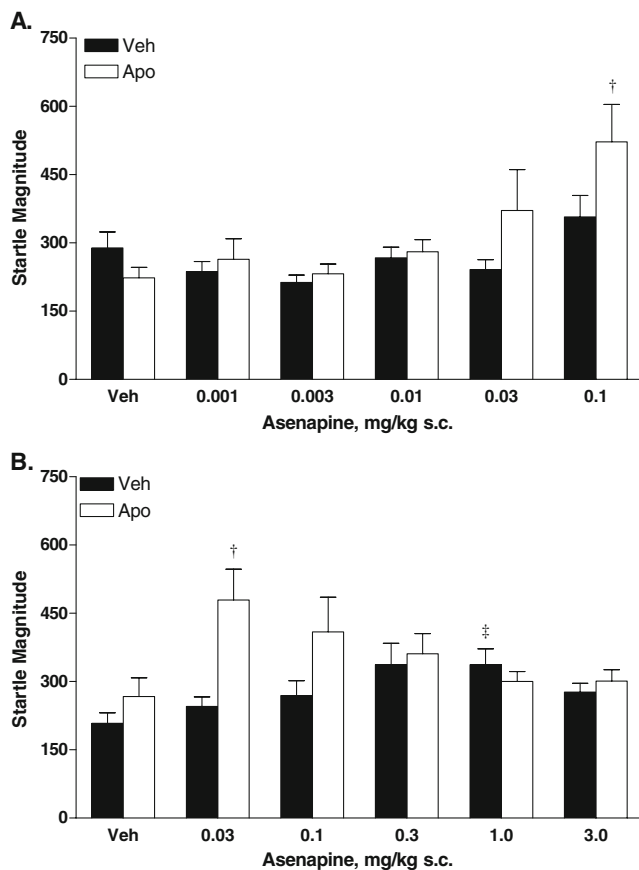 A.
750
Veh
Apo
†
600
450
300
150
0
Startle Magnitude
Veh 0.001 0.003 0.01 0.03 0.1
Asenapine, mg/kg s.c.
B.
750
Veh
Apo
†
‡
600
450
300
150
0
Startle Magnitude
Veh 0.03 0.1 0.3 1.0 3.0
Asenapine, mg/kg s.c.